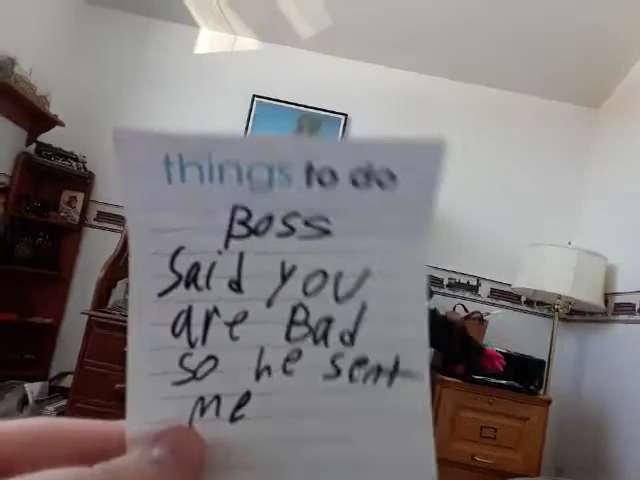 things to do
Boss
Said you
are Bad
so he sent
me